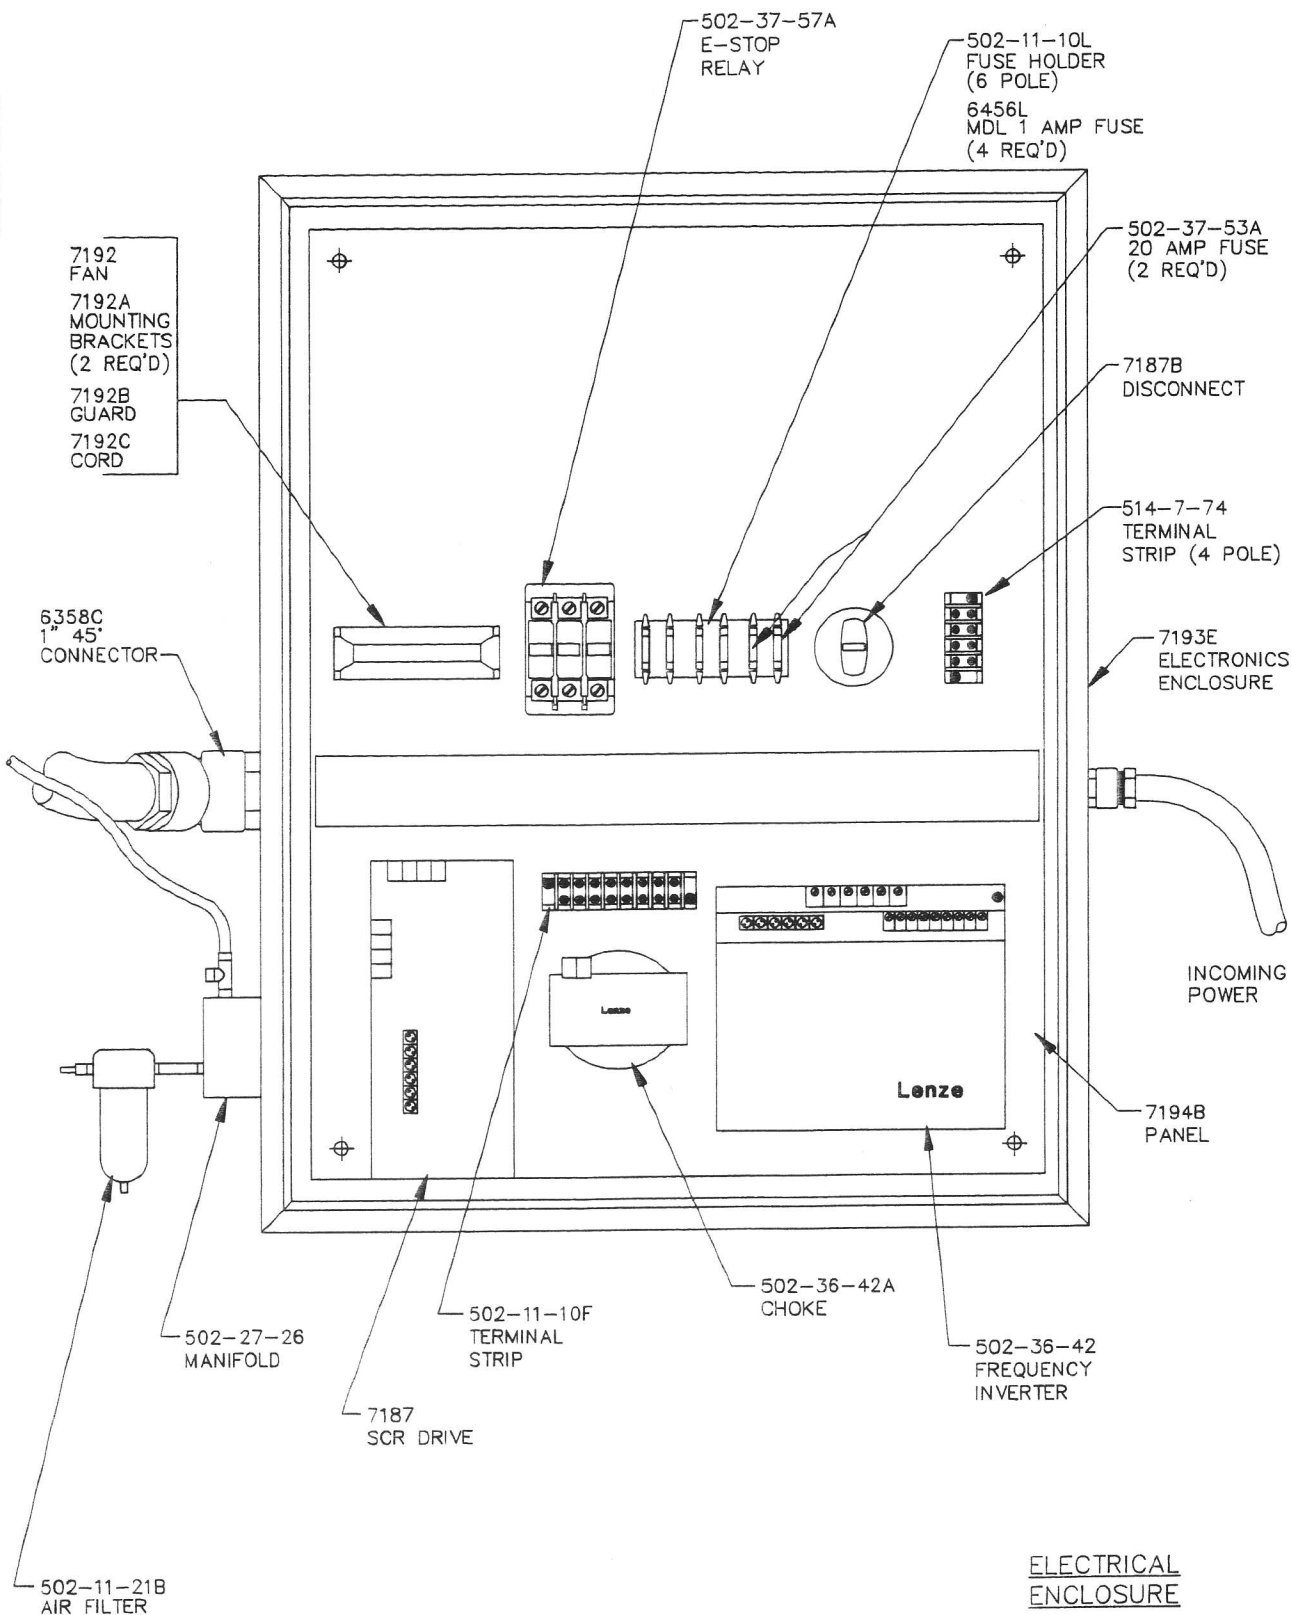 502-37-57A
E-STOP
RELAY
502-11-10L
FUSE HOLDER
(6 POLE)
6456L
MDL 1 AMP FUSE
(4 REQ'D)
502-37-53A
20 AMP FUSE
(2 REQ'D)
7192
FAN
7192A
MOUNTING
BRACKETS
(2 REQ'D)
7192B
GUARD
7192C
CORD
7187B
DISCONNECT
514-7-74
TERMINAL
STRIP (4 POLE)
6358C
1" 45°
CONNECTOR
7193E
ELECTRONICS
ENCLOSURE
INCOMING
POWER
Lenze
Lenze
7194B
PANEL
502-36-42A
CHOKE
502-11-10F
TERMINAL
STRIP
502-27-26
MANIFOLD
502-36-42
FREQUENCY
INVERTER
7187
SCR DRIVE
502-11-21B
AIR FILTER
ELECTRICAL
ENCLOSURE